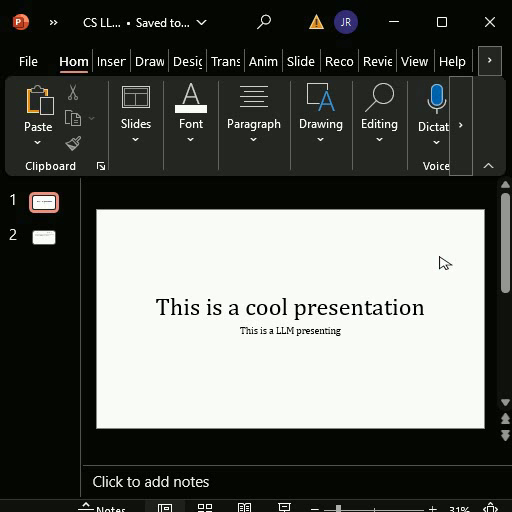 CS LL... • Saved to...
JR
File Hom Inser Draw Desig Trans Anim Slide Reco Revie View Help
Paste Slides Font Paragraph Drawing Editing Dictat
Clipboard Voice
1
2
This is a cool presentation
This is a LLM presenting
Click to add notes
Notes 31%